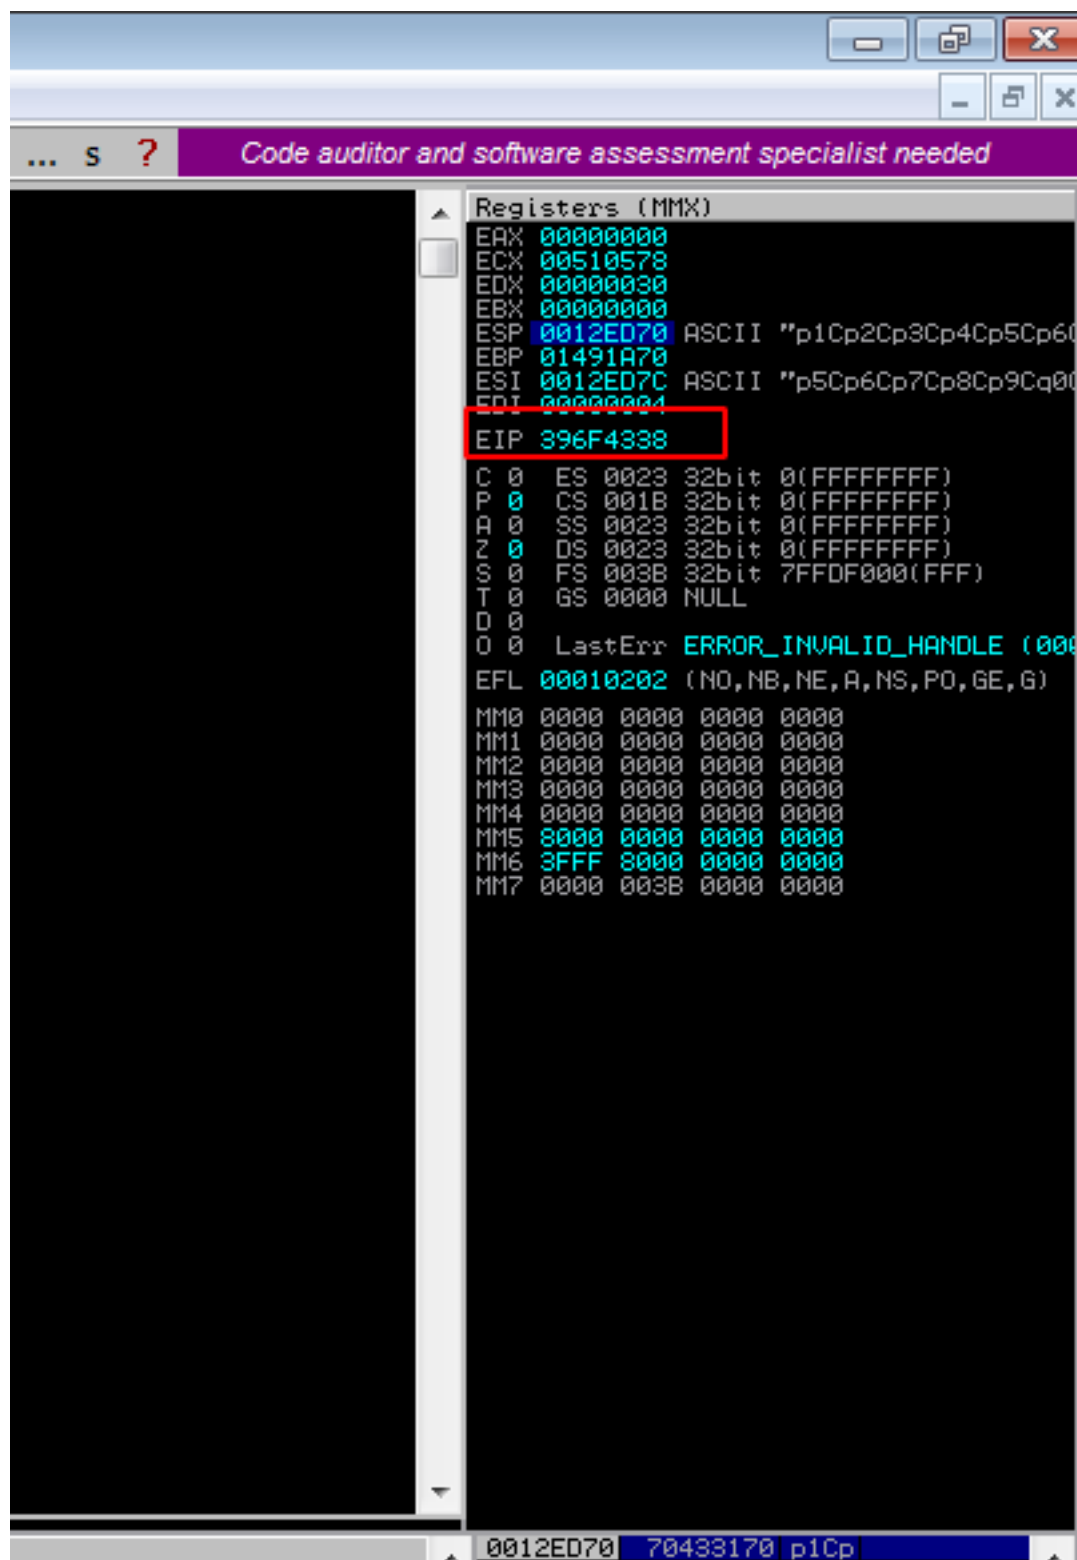 ... s ? Code auditor and software assessment specialist needed
Registers (MMX)
EAX 00000000
ECX 00510578
EDX 00000030
EBX 00000000
ESP 0012ED70 ASCII "p1Cp2Cp3Cp4Cp5Cp6C
EBP 01491A70
ESI 0012ED7C ASCII "p5Cp6Cp7Cp8Cp9Cq0C
EDI 00000004
EIP 396F4338
C 0 ES 0023 32bit 0(FFFFFFFF)
P 0 CS 001B 32bit 0(FFFFFFFF)
A 0 SS 0023 32bit 0(FFFFFFFF)
Z 0 DS 0023 32bit 0(FFFFFFFF)
S 0 FS 003B 32bit 7FFDF000(FFF)
T 0 GS 0000 NULL
D 0
O 0 LastErr ERROR_INVALID_HANDLE (000
EFL 00010202 (NO,NB,NE,A,NS,PO,GE,G)
MM0 0000 0000 0000 0000
MM1 0000 0000 0000 0000
MM2 0000 0000 0000 0000
MM3 0000 0000 0000 0000
MM4 0000 0000 0000 0000
MM5 8000 0000 0000 0000
MM6 3FFF 8000 0000 0000
MM7 0000 003B 0000 0000
0012ED70 70433170 p1Cp